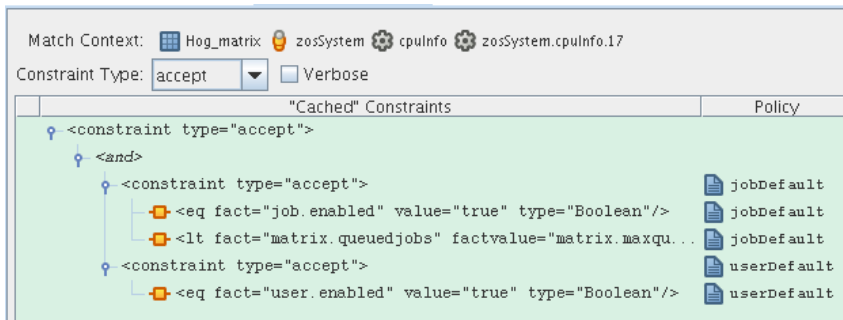 Match Context: Hog_matrix zosSystem cpuInfo zosSystem.cpuInfo.17
Constraint Type: accept Verbose
"Cached" Constraints Policy
<constraint type="accept">
<and>
<constraint type="accept"> jobDefault
<eq fact="job.enabled" value="true" type="Boolean"/> jobDefault
<lt fact="matrix.queuedjobs" factvalue="matrix.maxqu... jobDefault
<constraint type="accept"> userDefault
<eq fact="user.enabled" value="true" type="Boolean"/> userDefault